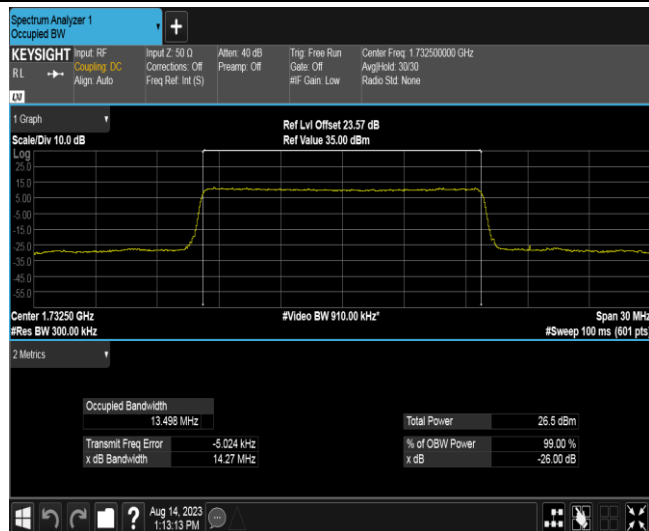 Spectrum Analyzer 1
Occupied BW
+
KEYSIGHT Input: RF Input Z: 50 Ω Atten: 40 dB Trig: Free Run Center Freq: 1.732500000 GHz
RL Coupling: DC Corrections: Off Preamp: Off Gate: Off Avg|Hold: 30/30
Align: Auto Freq Ref: Int (S) #IF Gain: Low Radio Std: None
LXI
1 Graph
Ref Lvl Offset 23.57 dB
Scale/Div 10.0 dB Ref Value 35.00 dBm
Log
25.0
15.0
5.00
-5.00
-15.0
-25.0
-35.0
-45.0
-55.0
Center 1.73250 GHz #Video BW 910.00 kHz* Span 30 MHz
#Res BW 300.00 kHz #Sweep 100 ms (601 pts)
2 Metrics
Occupied Bandwidth
13.498 MHz Total Power 26.5 dBm
Transmit Freq Error -5.024 kHz % of OBW Power 99.00 %
x dB Bandwidth 14.27 MHz x dB -26.00 dB
? Aug 14, 2023
1:13:13 PM